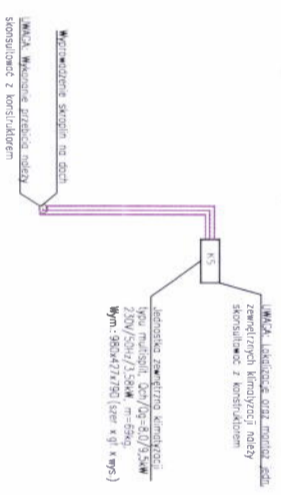 Wyprowadzenie skroplin na dach
UWAGA: Wykonanie przebicia należy
skonsultować z konstruktorem
KS
UWAGA: Lokalizację oraz montaż jedn.
zewnętrznych klimatyzacji należy
skonsultować z konstruktorem
Jednostka zewnętrzna klimatyzacji
typu multisplit, Qch/Qg=8.0/9.5kW
230V/50Hz/3.58kW m=69kg,
Wym.: 980x427x790 (szer x gł x wys)